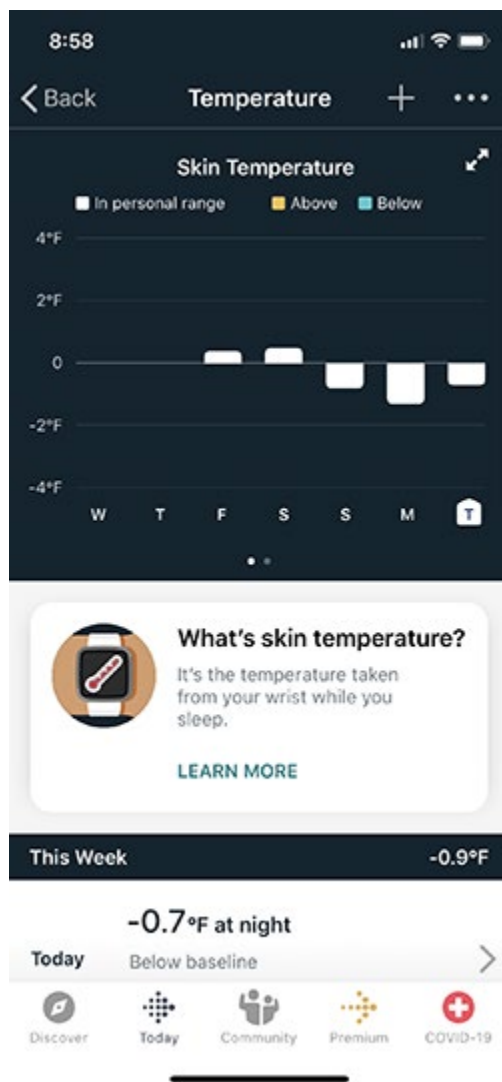 8:58
Back Temperature
Skin Temperature
In personal range Above Below
4°F
2°F
0
-2°F
-4°F
W T F S S M T
What's skin temperature?
It's the temperature taken
from your wrist while you
sleep.
LEARN MORE
This Week -0.9°F
-0.7°F at night
Today Below baseline
Discover Today Community Premium COVID-19